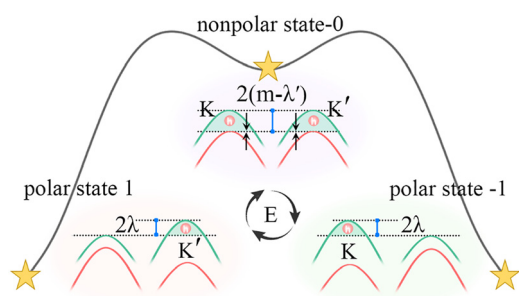 nonpolar state-0
2(m-λ′)
K K′
polar state 1
polar state -1
2λ
K′
E
K
2λ